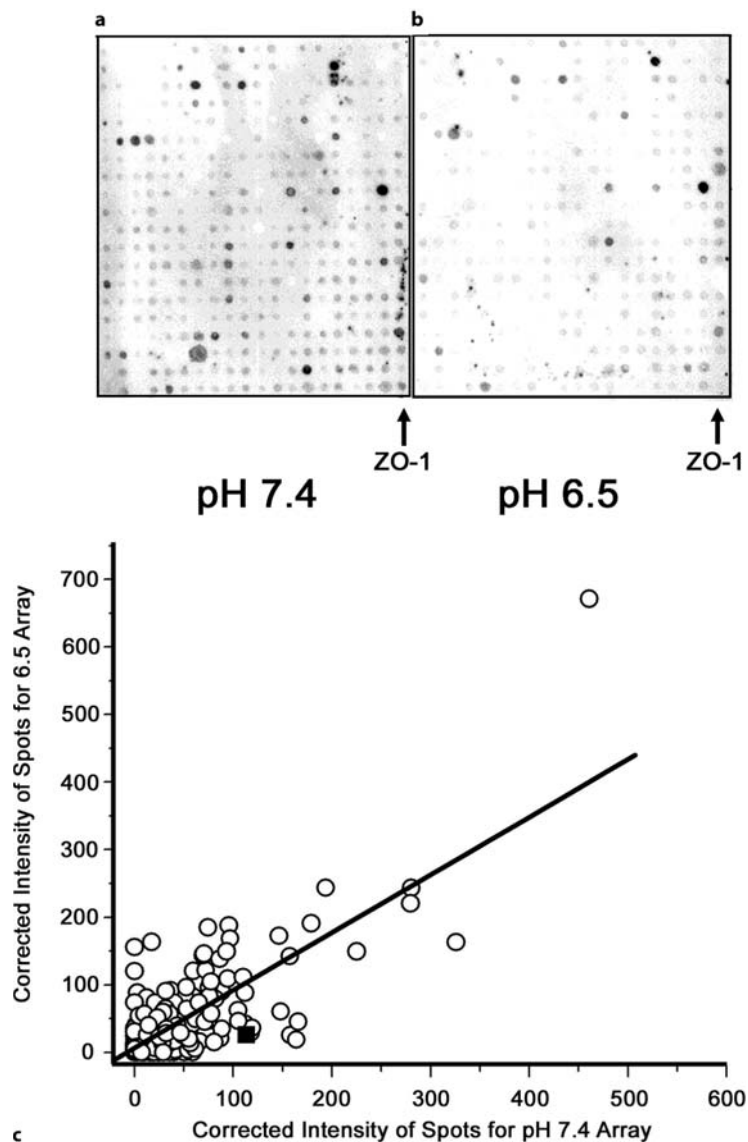 a b
ZO-1 ZO-1
pH 7.4 pH 6.5
Corrected Intensity of Spots for 6.5 Array
700
600
500
400
300
200
100
0
0 100 200 300 400 500 600
Corrected Intensity of Spots for pH 7.4 Array
c